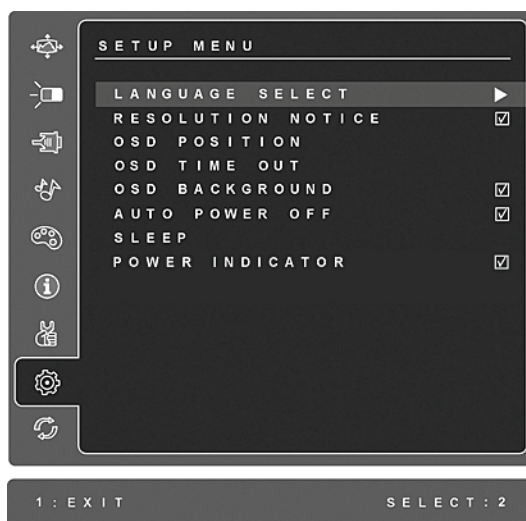 SETUP MENU
LANGUAGE SELECT
RESOLUTION NOTICE
OSD POSITION
OSD TIME OUT
OSD BACKGROUND
AUTO POWER OFF
SLEEP
POWER INDICATOR
1:EXIT SELECT:2